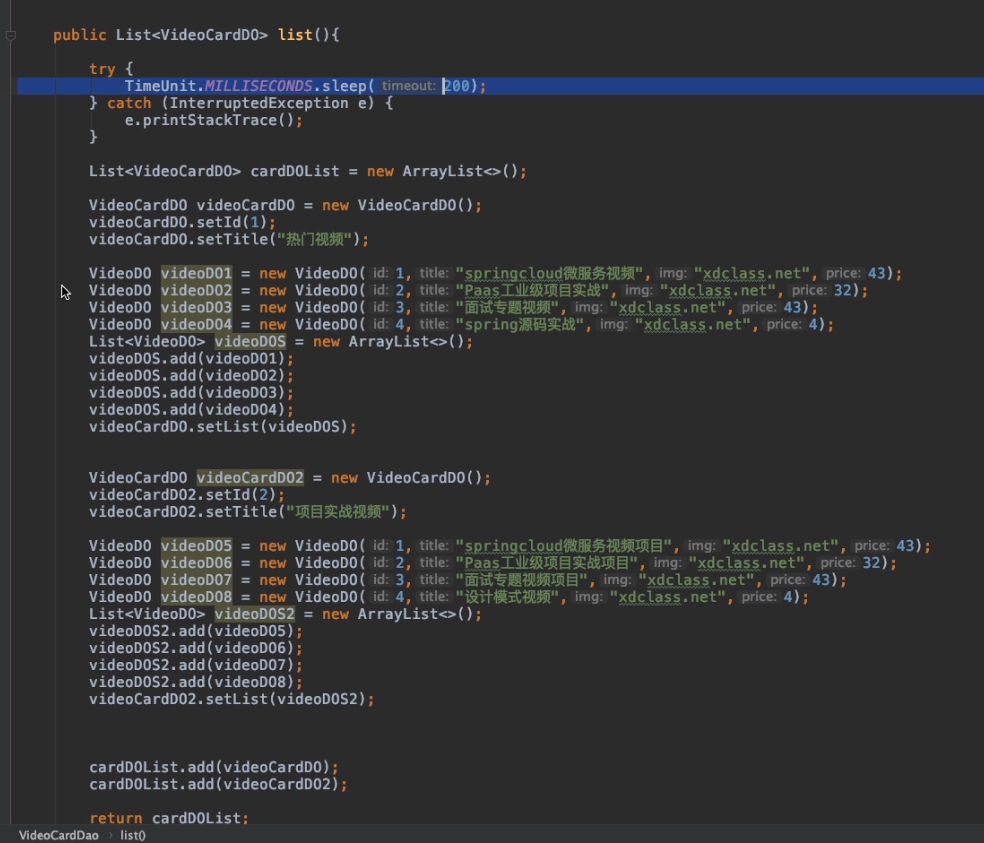 public List<VideoCardDO> list(){
try {
TimeUnit.MILLISECONDS.sleep( timeout: 200);
} catch (InterruptedException e) {
e.printStackTrace();
}
List<VideoCardDO> cardDOList = new ArrayList<>();
VideoCardDO videoCardDO = new VideoCardDO();
videoCardDO.setId(1);
videoCardDO.setTitle("热门视频");
VideoDO videoDO1 = new VideoDO( id: 1, title: "springcloud微服务视频", img: "xdclass.net", price: 43);
VideoDO videoDO2 = new VideoDO( id: 2, title: "Paas工业级项目实战", img: "xdclass.net", price: 32);
VideoDO videoDO3 = new VideoDO( id: 3, title: "面试专题视频", img: "xdclass.net", price: 43);
VideoDO videoDO4 = new VideoDO( id: 4, title: "spring源码实战", img: "xdclass.net", price: 4);
List<VideoDO> videoDOS = new ArrayList<>();
videoDOS.add(videoDO1);
videoDOS.add(videoDO2);
videoDOS.add(videoDO3);
videoDOS.add(videoDO4);
videoCardDO.setList(videoDOS);
VideoCardDO videoCardDO2 = new VideoCardDO();
videoCardDO2.setId(2);
videoCardDO2.setTitle("项目实战视频");
VideoDO videoDO5 = new VideoDO( id: 1, title: "springcloud微服务视频项目", img: "xdclass.net", price: 43);
VideoDO videoDO6 = new VideoDO( id: 2, title: "Paas工业级项目实战项目", img: "xdclass.net", price: 32);
VideoDO videoDO7 = new VideoDO( id: 3, title: "面试专题视频项目", img: "xdclass.net", price: 43);
VideoDO videoDO8 = new VideoDO( id: 4, title: "设计模式视频", img: "xdclass.net", price: 4);
List<VideoDO> videoDOS2 = new ArrayList<>();
videoDOS2.add(videoDO5);
videoDOS2.add(videoDO6);
videoDOS2.add(videoDO7);
videoDOS2.add(videoDO8);
videoCardDO2.setList(videoDOS2);
cardDOList.add(videoCardDO);
cardDOList.add(videoCardDO2);
return cardDOList;
VideoCardDao › list()